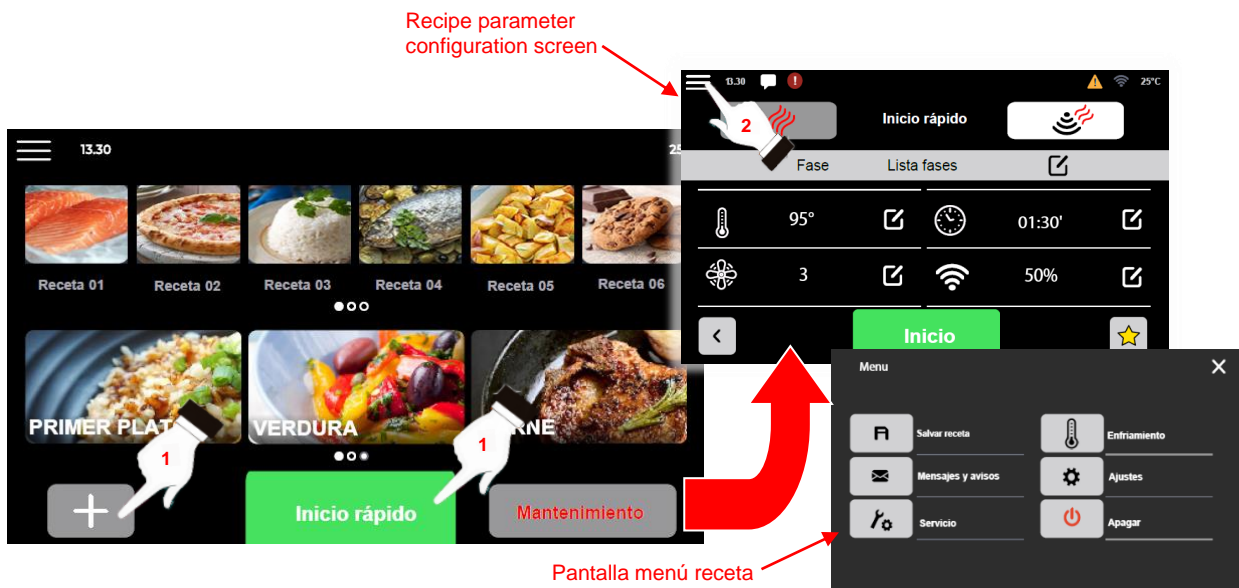 Recipe parameter
configuration screen
13.30 25°C
2 Inicio rápido
Fase Lista fases
95° 01:30'
3 50%
Inicio
13.30
Receta 01 Receta 02 Receta 03 Receta 04 Receta 05 Receta 06
PRIMER PLAT VERDURA
1 1
Inicio rápido Mantenimiento
Menu
Salvar receta Enfriamiento
Mensajes y avisos Ajustes
Servicio Apagar
Pantalla menú receta